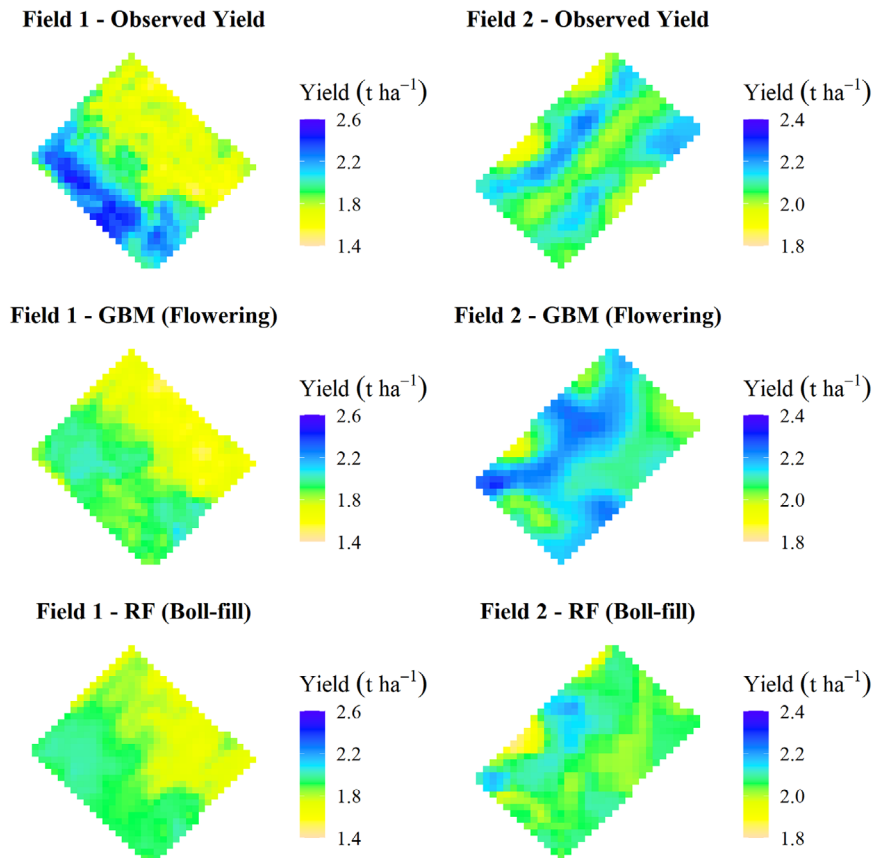 Field 1 - Observed Yield
Yield (t ha⁻¹)
2.6
2.2
1.8
1.4
Field 2 - Observed Yield
Yield (t ha⁻¹)
2.4
2.2
2.0
1.8
Field 1 - GBM (Flowering)
Yield (t ha⁻¹)
2.6
2.2
1.8
1.4
Field 2 - GBM (Flowering)
Yield (t ha⁻¹)
2.4
2.2
2.0
1.8
Field 1 - RF (Boll-fill)
Yield (t ha⁻¹)
2.6
2.2
1.8
1.4
Field 2 - RF (Boll-fill)
Yield (t ha⁻¹)
2.4
2.2
2.0
1.8